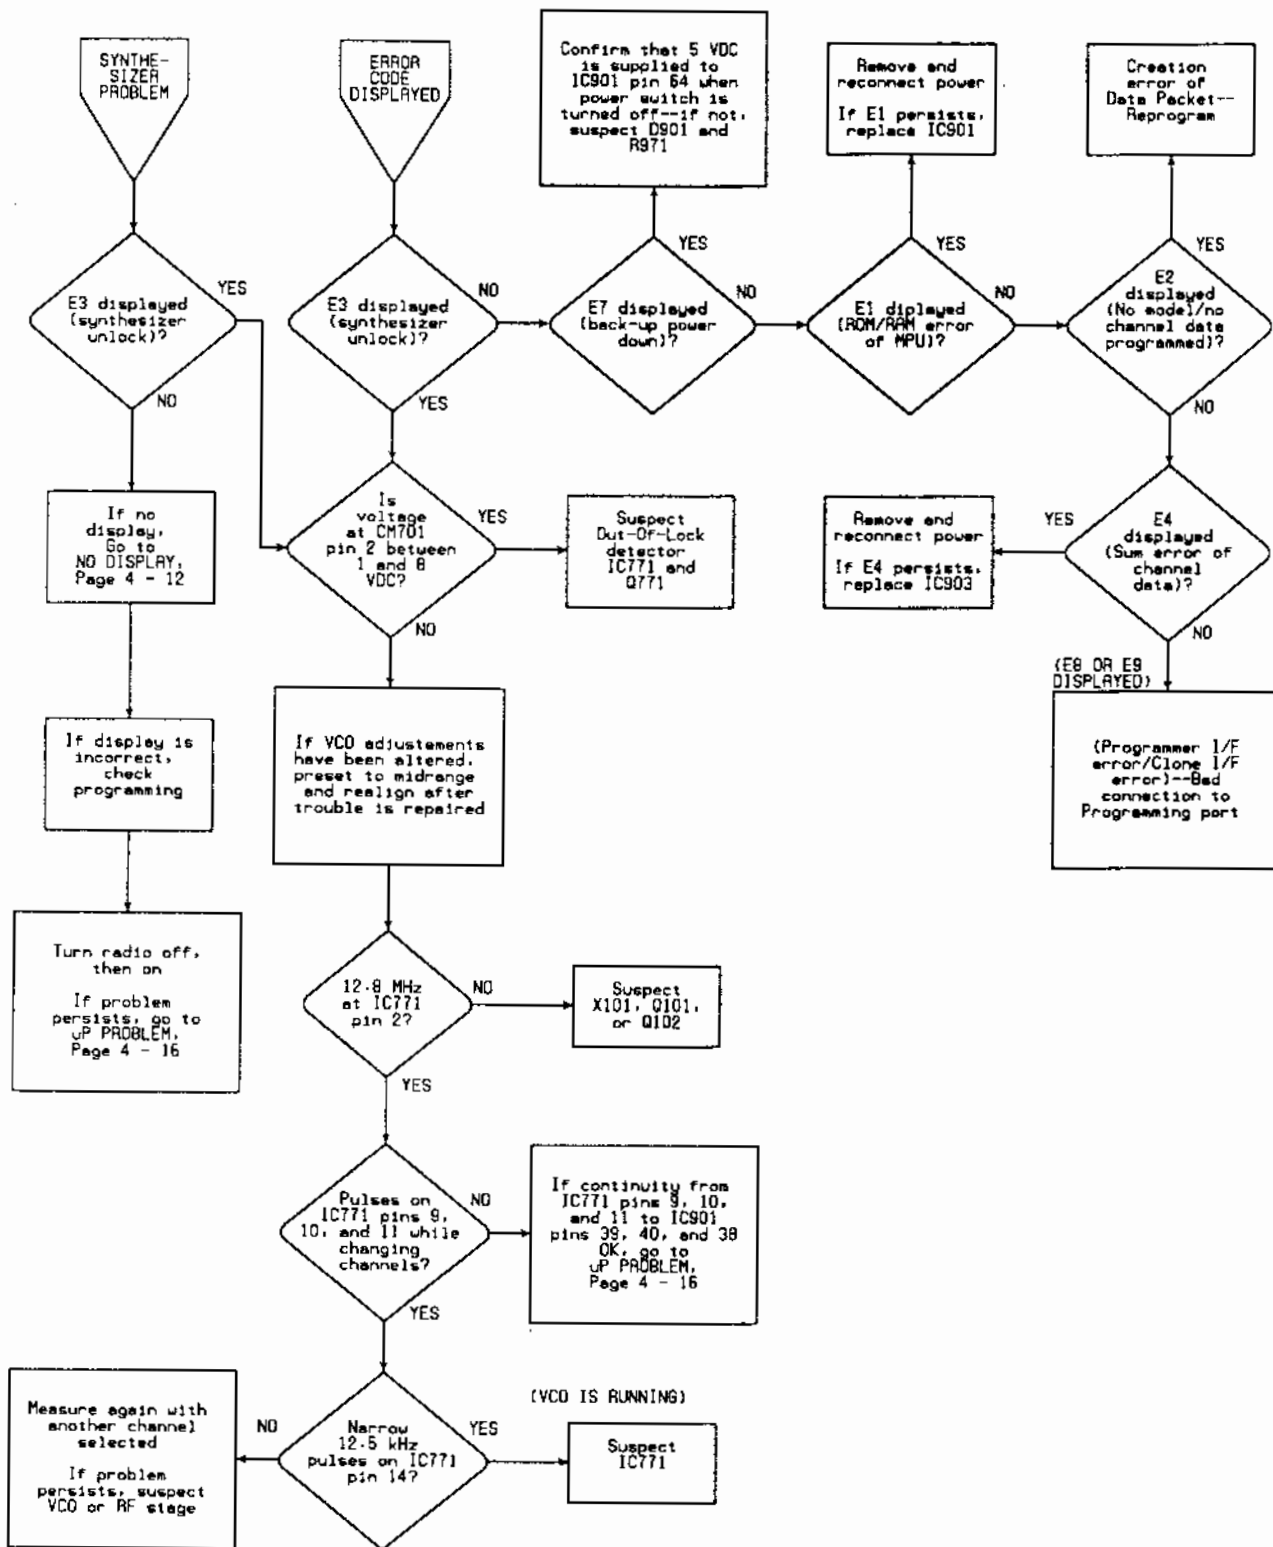 SYNTHE-
SIZER
PROBLEM
ERROR
CODE
DISPLAYED
Confirm that 5 VDC
is supplied to
IC901 pin 64 when
power switch is
turned off--if not,
suspect D901 and
R971
Remove and
reconnect power
If E1 persists,
replace IC901
Creation
error of
Data Packet--
Reprogram
E3 displayed
(synthesizer
unlock)?
YES
NO
E3 displayed
(synthesizer
unlock)?
NO
YES
E7 displayed
(back-up power
down)?
YES
NO
E1 diplayed
(ROM/RAM error
of MPU)?
YES
NO
E2
displayed
(No model/no
channel data
programmed)?
YES
NO
If no
display,
Go to
NO DISPLAY,
Page 4 - 12
Is
voltage
at CM701
pin 2 between
1 and 8
VDC?
YES
NO
Suspect
Out-Of-Lock
detector
IC771 and
Q771
Remove and
reconnect power
If E4 persists,
replace IC903
YES
E4
displayed
(Sum error of
channel
data)?
NO
(E8 OR E9
DISPLAYED)
(Programmer I/F
error/Clone I/F
error)--Bad
connection to
Programming port
If display is
incorrect,
check
programming
If VCO adjustements
have been altered,
preset to midrange
and realign after
trouble is repaired
Turn radio off,
then on
If problem
persists, go to
uP PROBLEM,
Page 4 - 16
12.8 MHz
at IC771
pin 2?
NO
YES
Suspect
X101, Q101,
or Q102
Pulses on
IC771 pins 9,
10, and 11 while
changing
channels?
NO
YES
If continuity from
IC771 pins 9, 10,
and 11 to IC901
pins 39, 40, and 38
OK, go to
uP PROBLEM,
Page 4 - 16
Measure again with
another channel
selected
If problem
persists, suspect
VCO or RF stage
NO
Narrow
12.5 kHz
pulses on IC771
pin 14?
YES
(VCO IS RUNNING)
Suspect
IC771